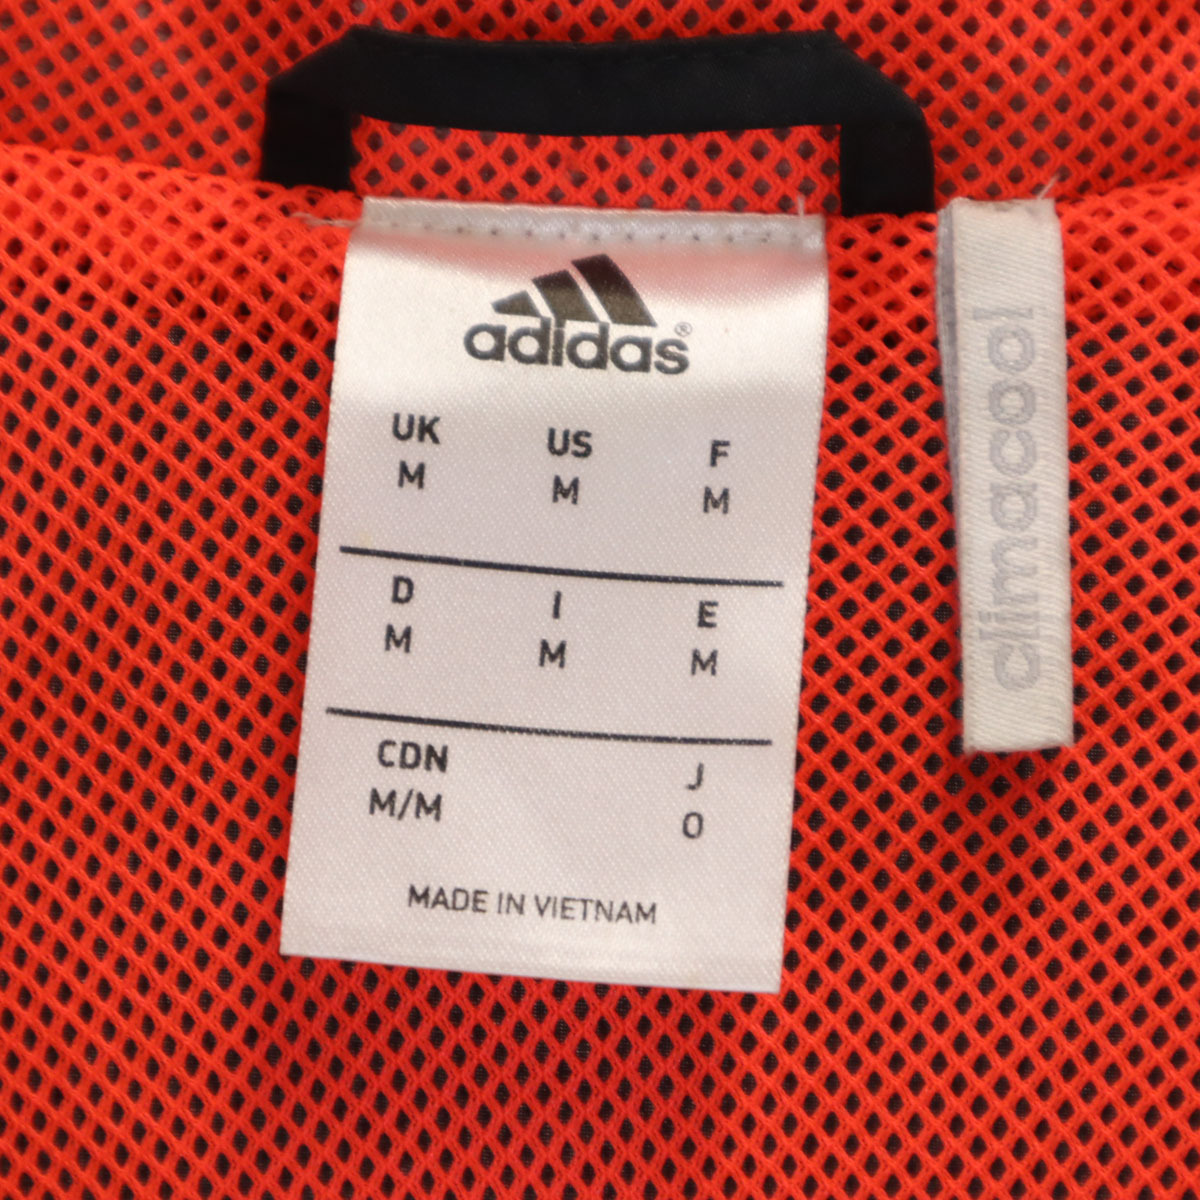 adidas®
UK US F
M M M
D I E
M M M
CDN J
M/M O
MADE IN VIETNAM
climacool